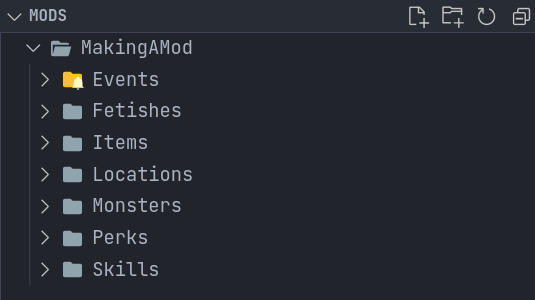 MODS
MakingAMod
Events
Fetishes
Items
Locations
Monsters
Perks
Skills